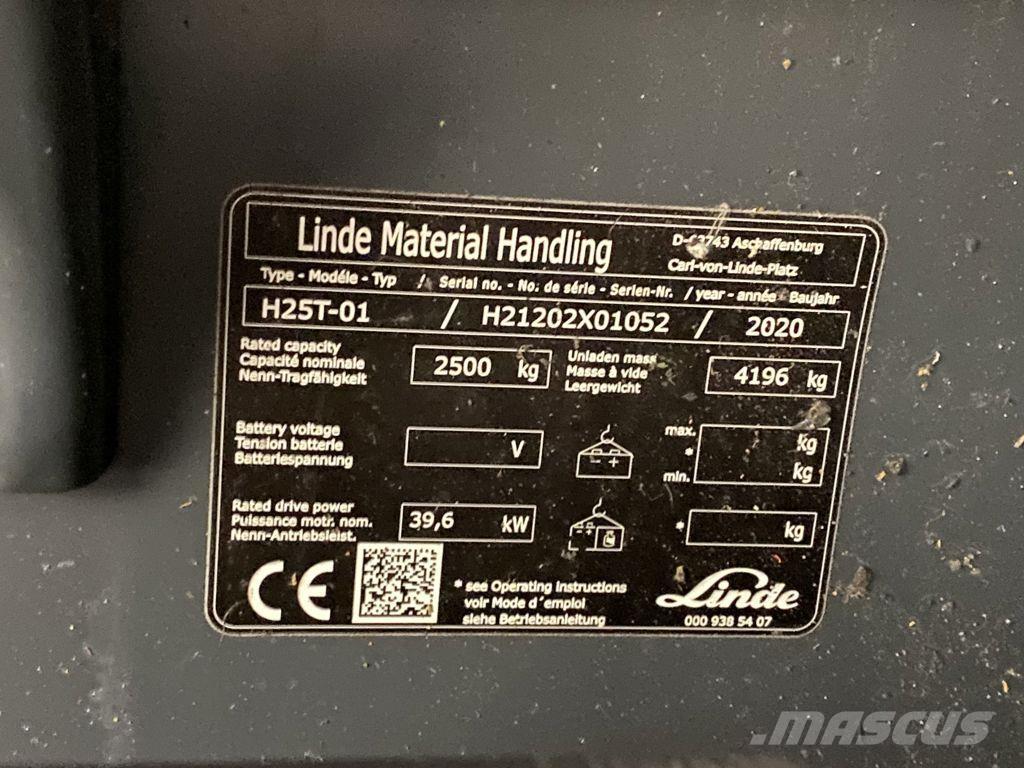 Linde Material Handling
D-63743 Aschaffenburg
Carl-von-Linde-Platz
Type - Modéle - Typ / Serial no. - No. de série - Serien-Nr. / year - année - Baujahr
H25T-01 / H21202X01052 / 2020
Rated capacity
Capacité nominale
Nenn-Tragfähigkeit
2500 kg
Unladen mass
Masse à vide
Leergewicht
4196 kg
Battery voltage
Tension batterie
Batteriespannung
V
max.
*
min.
kg
kg
Rated drive power
Puissance motr. nom.
Nenn-Antriebsleist.
39,6 kW
* kg
CE
* see Operating instructions
voir Mode d´emploi
siehe Betriebsanleitung
Linde
000 938 54 07
MASCUS